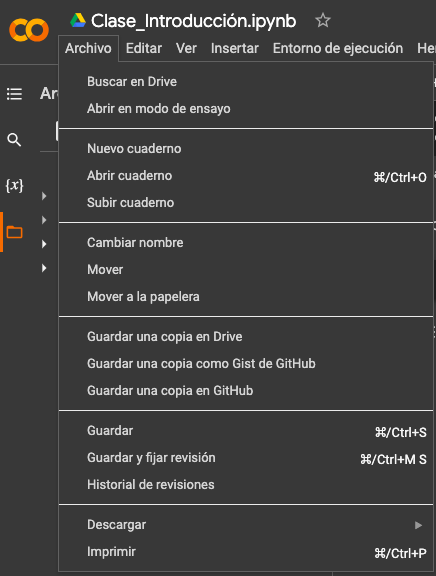 Clase_Introducción.ipynb
Archivo Editar Ver Insertar Entorno de ejecución
Buscar en Drive
Abrir en modo de ensayo
Nuevo cuaderno
Abrir cuaderno ⌘/Ctrl+O
Subir cuaderno
Cambiar nombre
Mover
Mover a la papelera
Guardar una copia en Drive
Guardar una copia como Gist de GitHub
Guardar una copia en GitHub
Guardar ⌘/Ctrl+S
Guardar y fijar revisión ⌘/Ctrl+M S
Historial de revisiones
Descargar
Imprimir ⌘/Ctrl+P
{x}